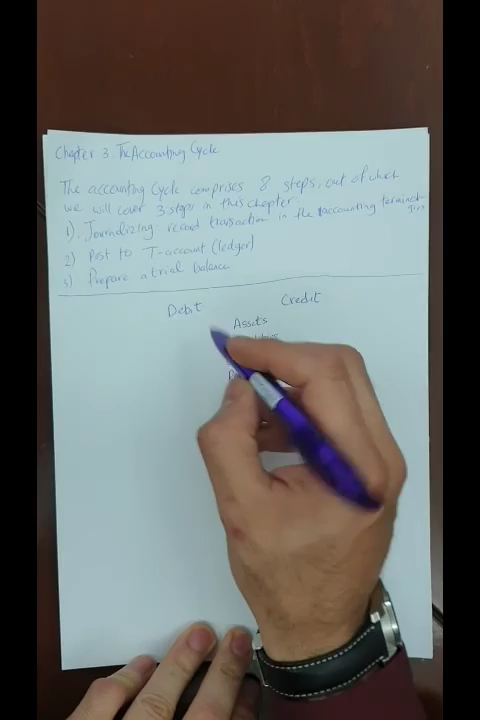 Chapter 3. The Accounting Cycle
The accounting cycle comprises 8 steps, out of which
we will cover 3 steps in this chapter.
1). Journalizing record transaction in the accounting
2) Post to T-account (ledger)
3) Prepare a trial balance
Debit Credit
Assets